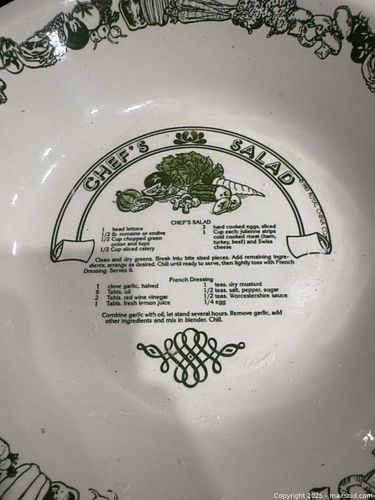 CHEF'S SALAD
CHEF'S SALAD
1 head lettuce
1/2 lb. romaine or endive
1/2 Cup chopped green onion and tops
1/2 Cup sliced celery
3 hard cooked eggs, sliced
1 Cup each julienne strips cold cooked meat (ham, turkey, beef) and Swiss cheese
Clean and dry greens. Break into bite sized pieces. Add remaining ingre-
dients, arrange as desired. Chill until ready to serve, then lightly toss with French
Dressing. Serves 6.
French Dressing
1 clove garlic, halved
6 Tabls. oil
2 Tabls. red wine vinegar
1 Tabls. fresh lemon juice
1 teas. dry mustard
1/2 teas. salt, pepper, sugar
1/2 teas. Worcestershire sauce
1/4 egg
Combine garlic with oil, let stand several hours. Remove garlic, add
other ingredients and mix in blender. Chill.
Copyright 2025 - maxsold.com